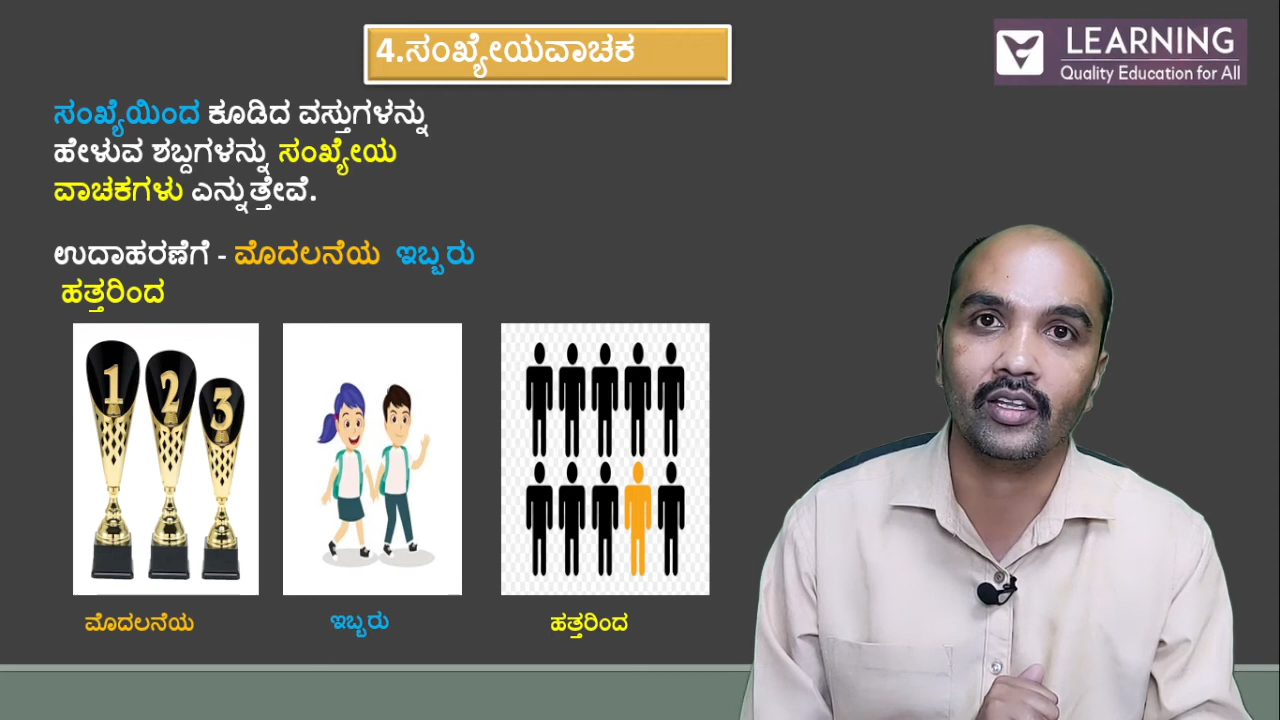 4.ಸಂಖ್ಯೇಯವಾಚಕ
LEARNING
Quality Education for All
ಸಂಖ್ಯೆಯಿಂದ ಕೂಡಿದ ವಸ್ತುಗಳನ್ನು
ಹೇಳುವ ಶಬ್ದಗಳನ್ನು ಸಂಖ್ಯೇಯ
ವಾಚಕಗಳು ಎನ್ನುತ್ತೇವೆ.
ಉದಾಹರಣೆಗೆ - ಮೊದಲನೆಯ ಇಬ್ಬರು
ಹತ್ತರಿಂದ
1 2 3
ಮೊದಲನೆಯ ಇಬ್ಬರು ಹತ್ತರಿಂದ